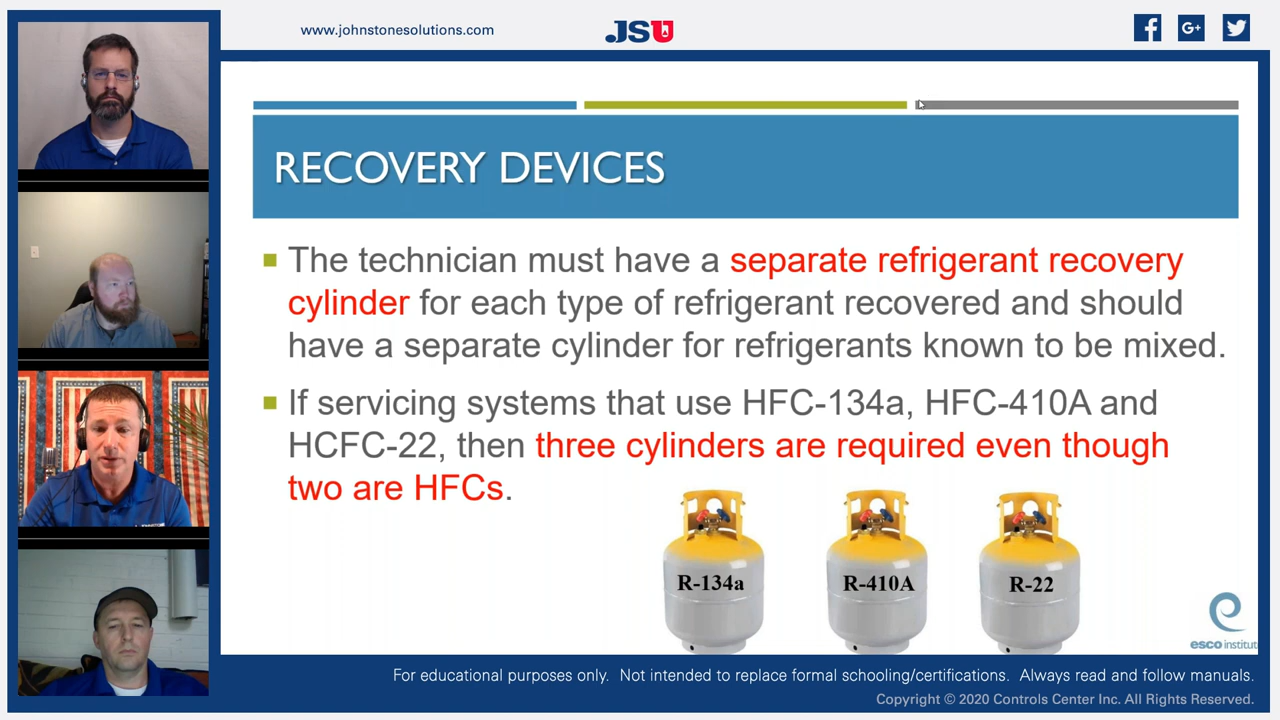 www.johnstonesolutions.com
JSU
G+
RECOVERY DEVICES
The technician must have a separate refrigerant recovery
cylinder for each type of refrigerant recovered and should
have a separate cylinder for refrigerants known to be mixed.
If servicing systems that use HFC-134a, HFC-410A and
HCFC-22, then three cylinders are required even though
two are HFCs.
R-134a
R-410A
R-22
esco institut
For educational purposes only. Not intended to replace formal schooling/certifications. Always read and follow manuals.
Copyright © 2020 Controls Center Inc. All Rights Reserved.